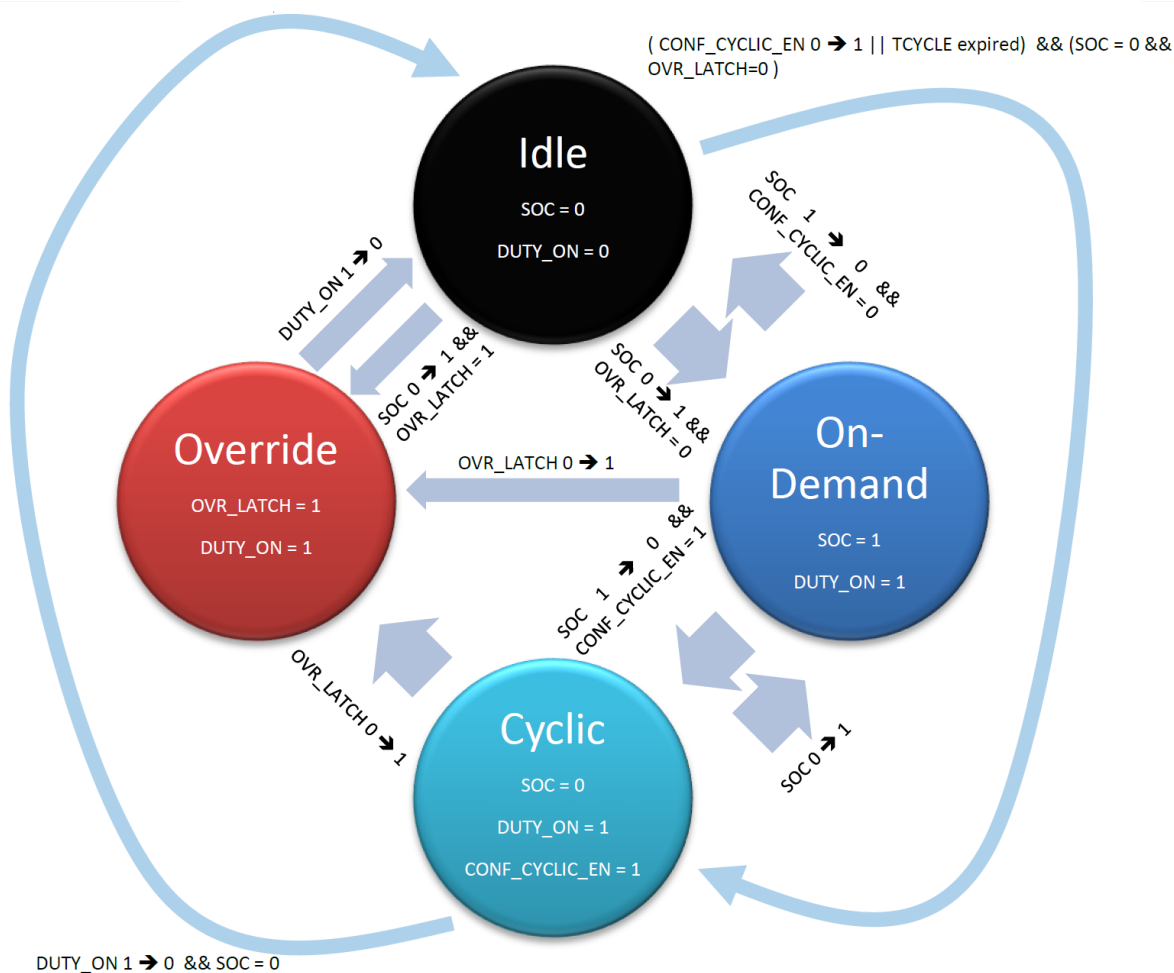 ( CONF_CYCLIC_EN 0 ➔ 1 || TCYCLE expired)  && (SOC = 0 &&
OVR_LATCH=0 )
Idle
SOC = 0
DUTY_ON = 0
SOC 1 ➔ 0 &&
CONF_CYCLIC_EN = 0
DUTY_ON 1 ➔ 0
SOC 0 ➔ 1 &&
OVR_LATCH = 1
SOC 0 ➔ 1 &&
OVR_LATCH = 0
Override
OVR_LATCH = 1
DUTY_ON = 1
OVR_LATCH 0 ➔ 1
On-
Demand
SOC = 1
DUTY_ON = 1
SOC 1 ➔ 0 &&
CONF_CYCLIC_EN = 1
OVR_LATCH 0 ➔ 1
Cyclic
SOC = 0
DUTY_ON = 1
CONF_CYCLIC_EN = 1
SOC 0 ➔ 1
DUTY_ON 1 ➔ 0 && SOC = 0